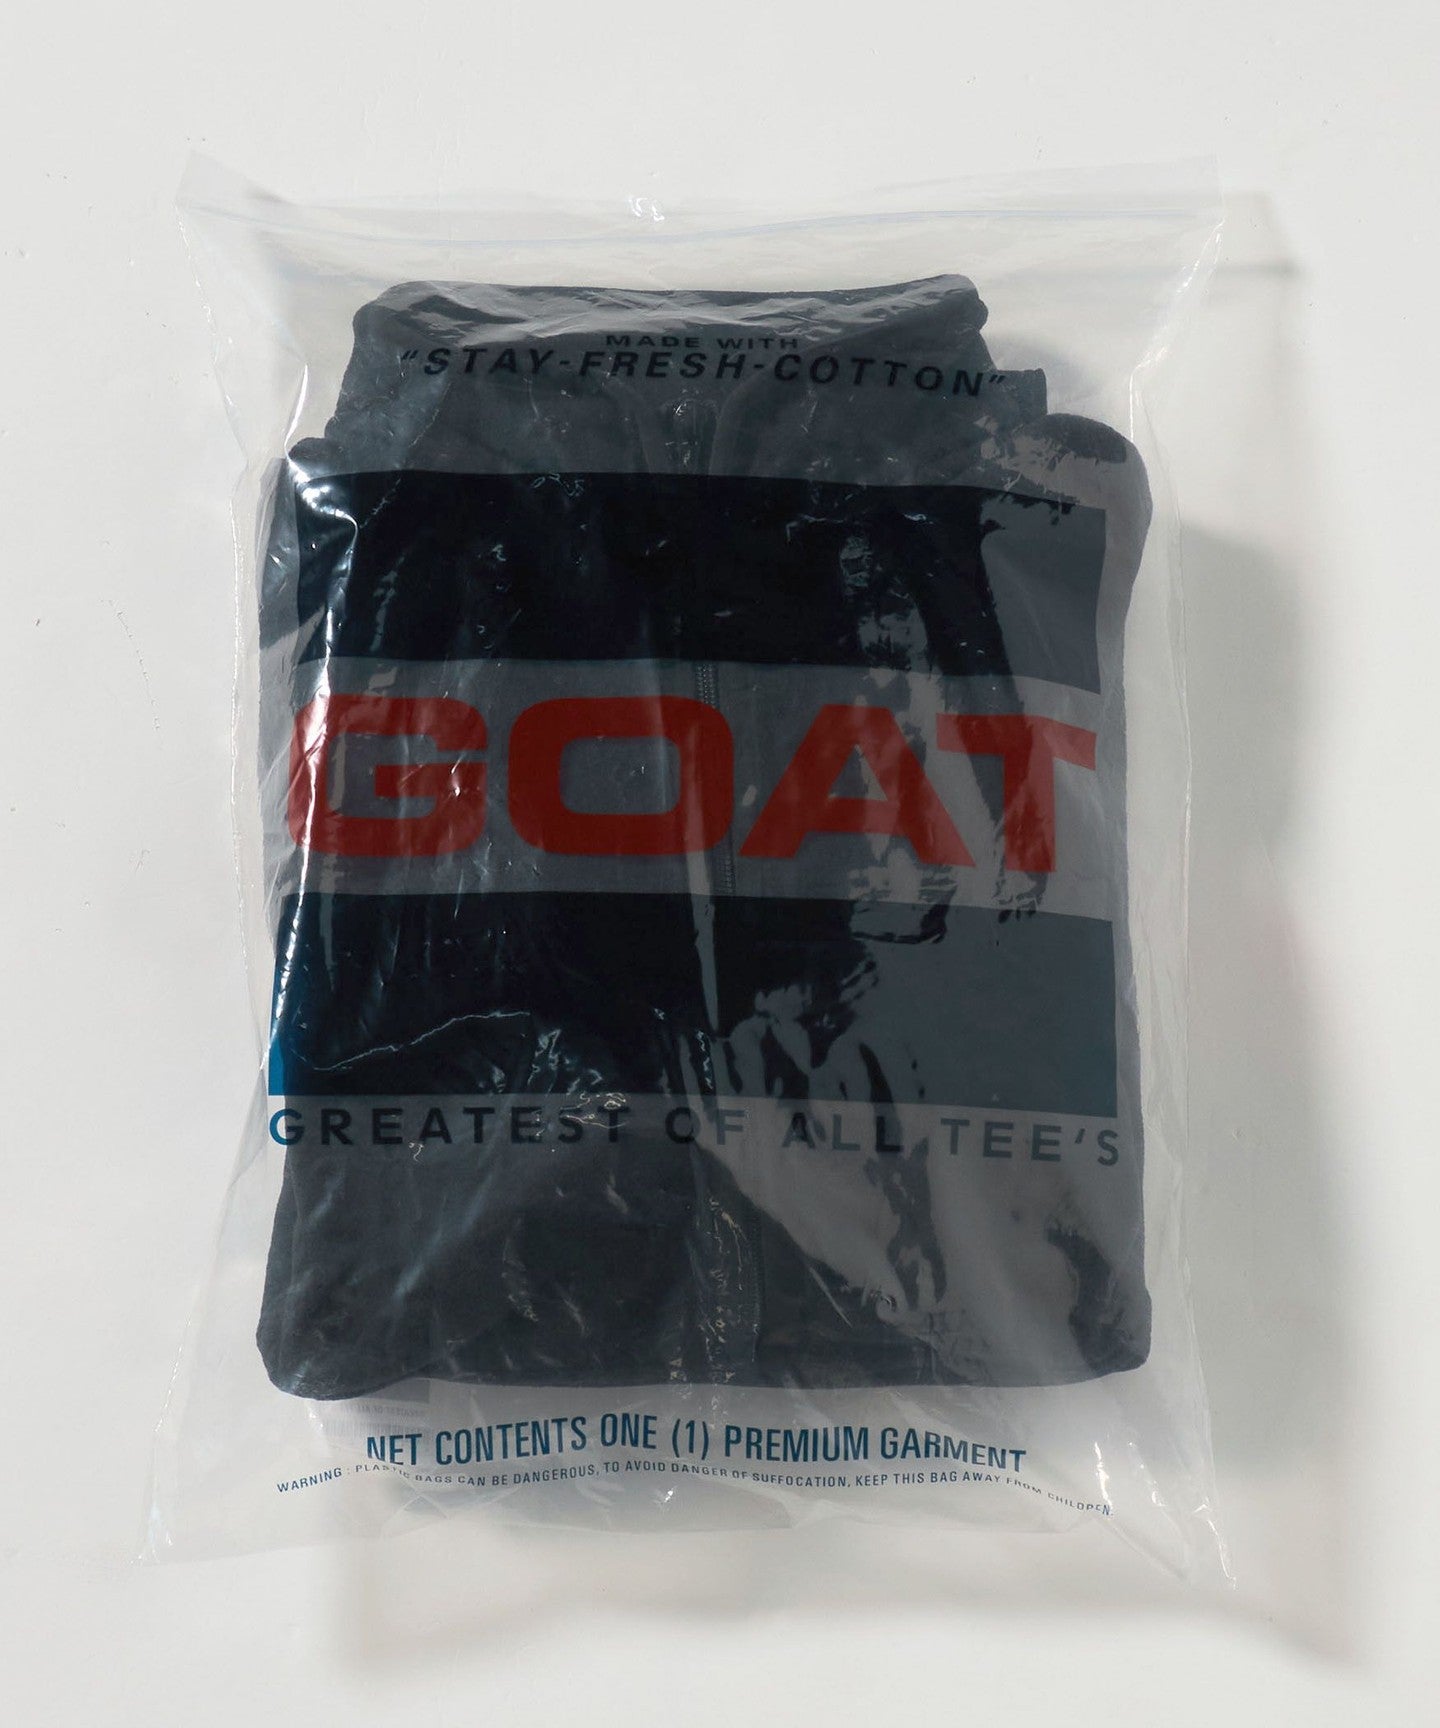 MADE WITH
"STAY-FRESH-COTTON"
GOAT
GREATEST OF ALL TEE'S
NET CONTENTS ONE (1) PREMIUM GARMENT
WARNING : PLASTIC BAGS CAN BE DANGEROUS, TO AVOID DANGER OF SUFFOCATION, KEEP THIS BAG AWAY FROM CHILDREN.